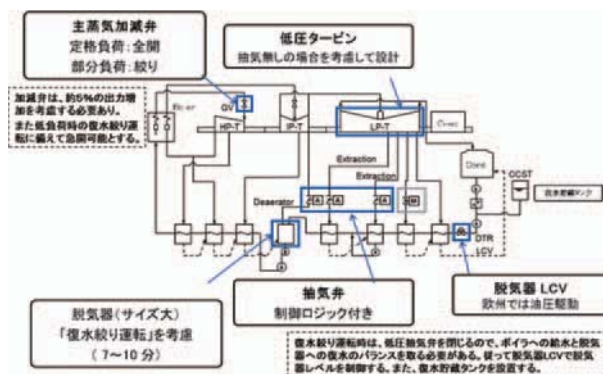 主蒸気加減弁
定格負荷：全開
部分負荷：絞り
低圧タービン
抽気無しの場合を考慮して設計
加減弁は、約5％の出力増
加を考慮する必要あり。
また低負荷時の復水絞り運
転に備えて急開可能とする。
GV
HP-T
IP-T
LP-T
CCST
Extraction
Extraction
Deaerator
A
A
A
M
DTR
LCV
脱気器（サイズ大）
「復水絞り運転」を考慮
（7～10分）
抽気弁
制御ロジック付き
脱気器 LCV
欧州では油圧駆動
復水絞り運転時は、低圧抽気弁を閉じるので、ボイラへの給水と脱気
器への復水のバランスを取る必要がある。従って脱気器LCVで脱気
器レベルを制御する。また、復水貯蔵タンクを設置する。